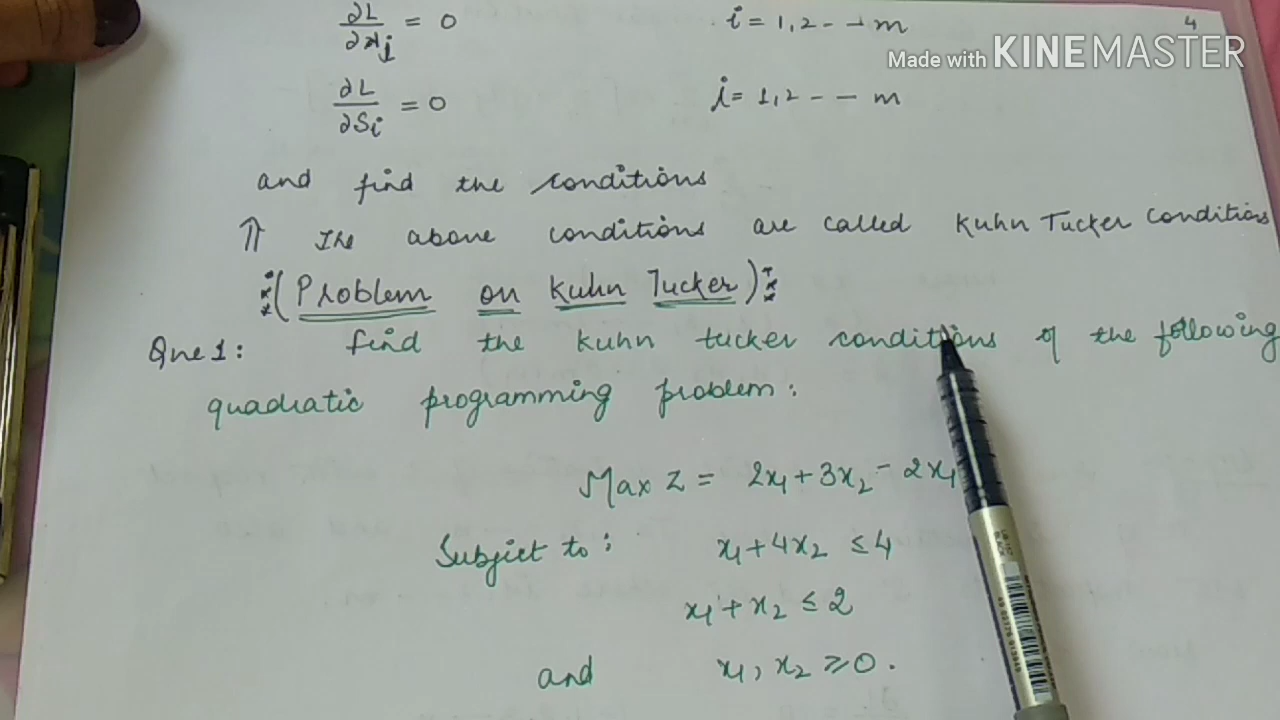 ∂L/∂λj = 0 i = 1,2 - - m
4
Made with KINEMASTER
∂L/∂Si = 0 i = 1,2 - - m
and find the conditions
⇑ The above conditions are called Kuhn Tucker Conditions
(Problem on Kuhn Tucker)
Que 1: find the kuhn tucker conditions of the following
quadratic programming problem:
Max Z = 2x₁ + 3x₂ - 2x₁
Subject to: x₁ + 4x₂ ≤ 4
x₁ + x₂ ≤ 2
and x₁, x₂ ≥ 0.